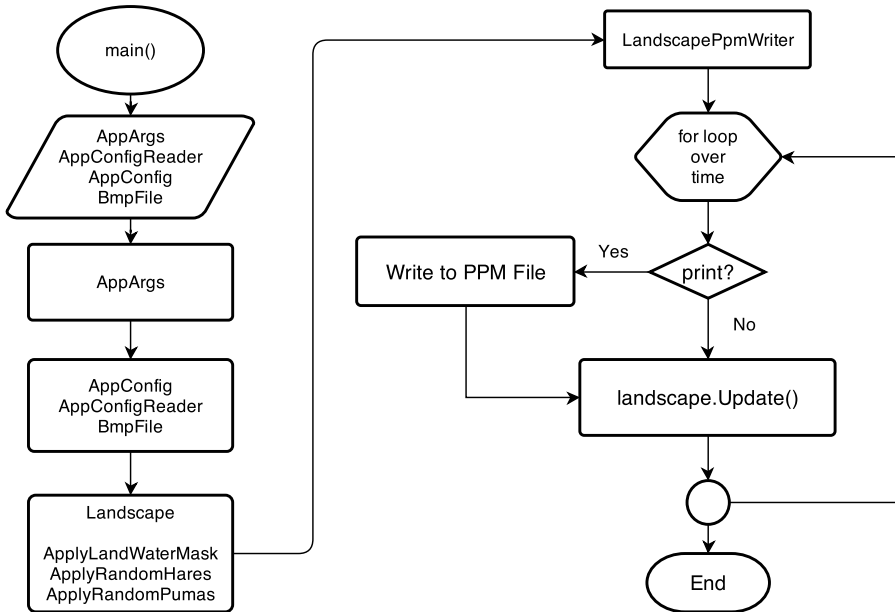 main()
AppArgs
AppConfigReader
AppConfig
BmpFile
AppArgs
AppConfig
AppConfigReader
BmpFile
Landscape
ApplyLandWaterMask
ApplyRandomHares
ApplyRandomPumas
LandscapePpmWriter
for loop
over
time
print?
Yes
Write to PPM File
No
landscape.Update()
End